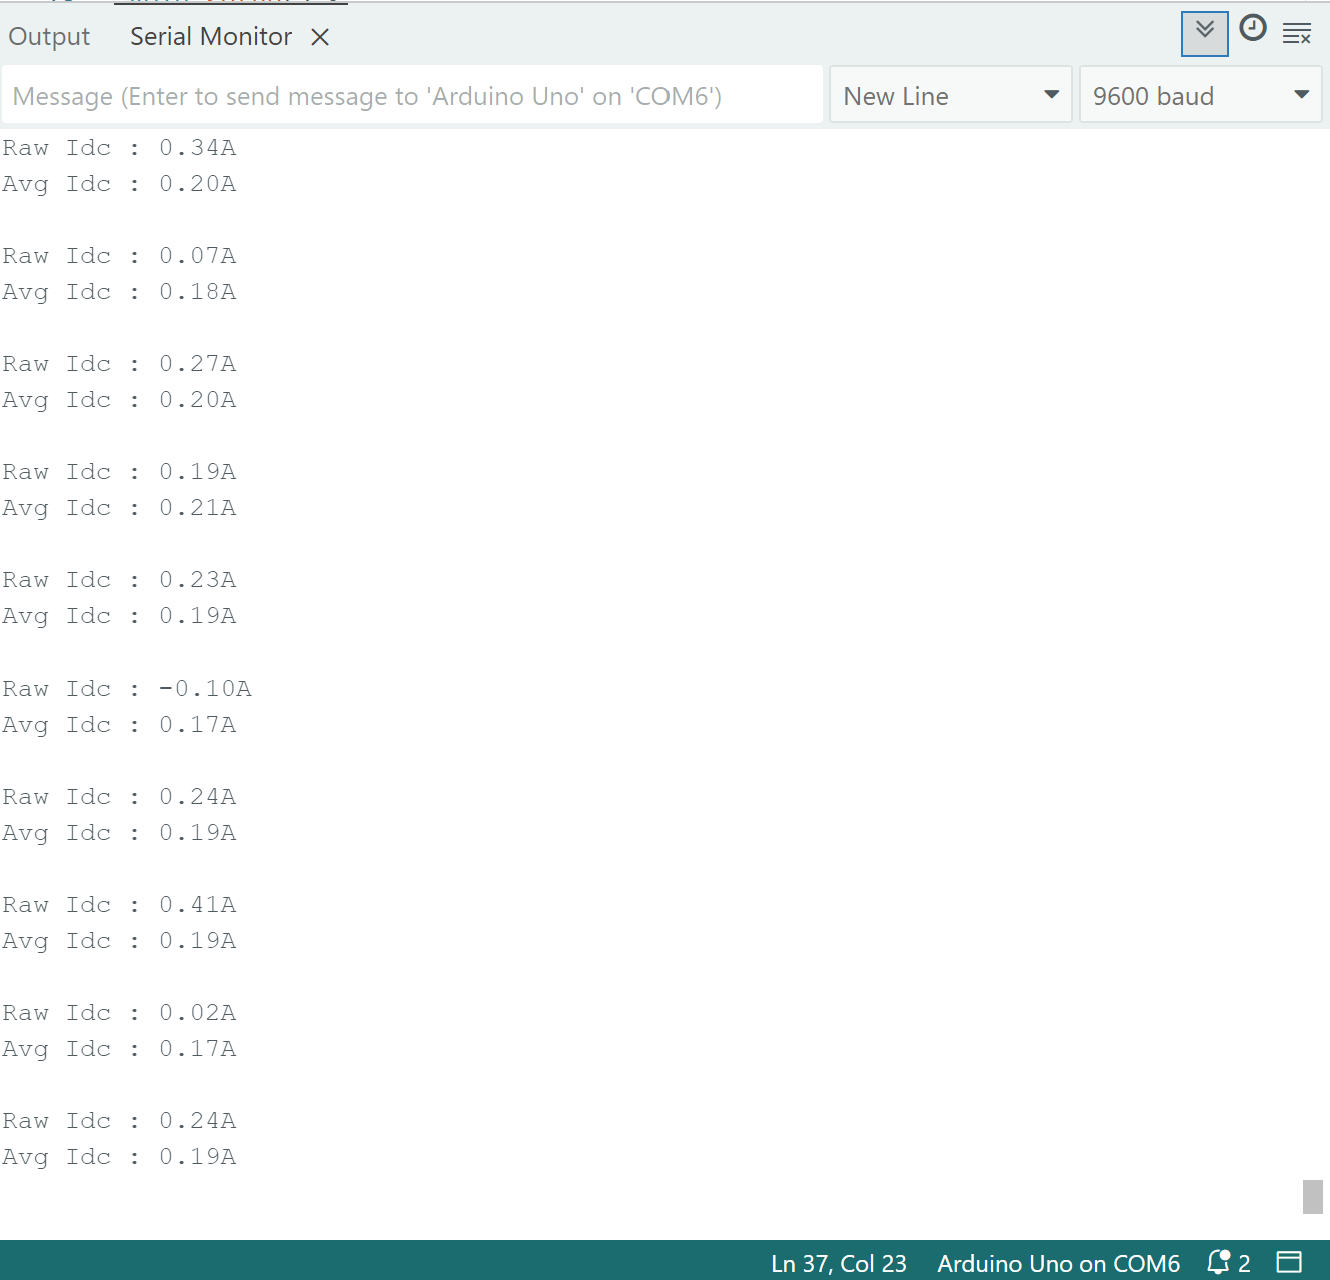 Output Serial Monitor
Message (Enter to send message to 'Arduino Uno' on 'COM6') New Line 9600 baud
Raw Idc : 0.34A
Avg Idc : 0.20A
Raw Idc : 0.07A
Avg Idc : 0.18A
Raw Idc : 0.27A
Avg Idc : 0.20A
Raw Idc : 0.19A
Avg Idc : 0.21A
Raw Idc : 0.23A
Avg Idc : 0.19A
Raw Idc : -0.10A
Avg Idc : 0.17A
Raw Idc : 0.24A
Avg Idc : 0.19A
Raw Idc : 0.41A
Avg Idc : 0.19A
Raw Idc : 0.02A
Avg Idc : 0.17A
Raw Idc : 0.24A
Avg Idc : 0.19A
Ln 37, Col 23 Arduino Uno on COM6 2